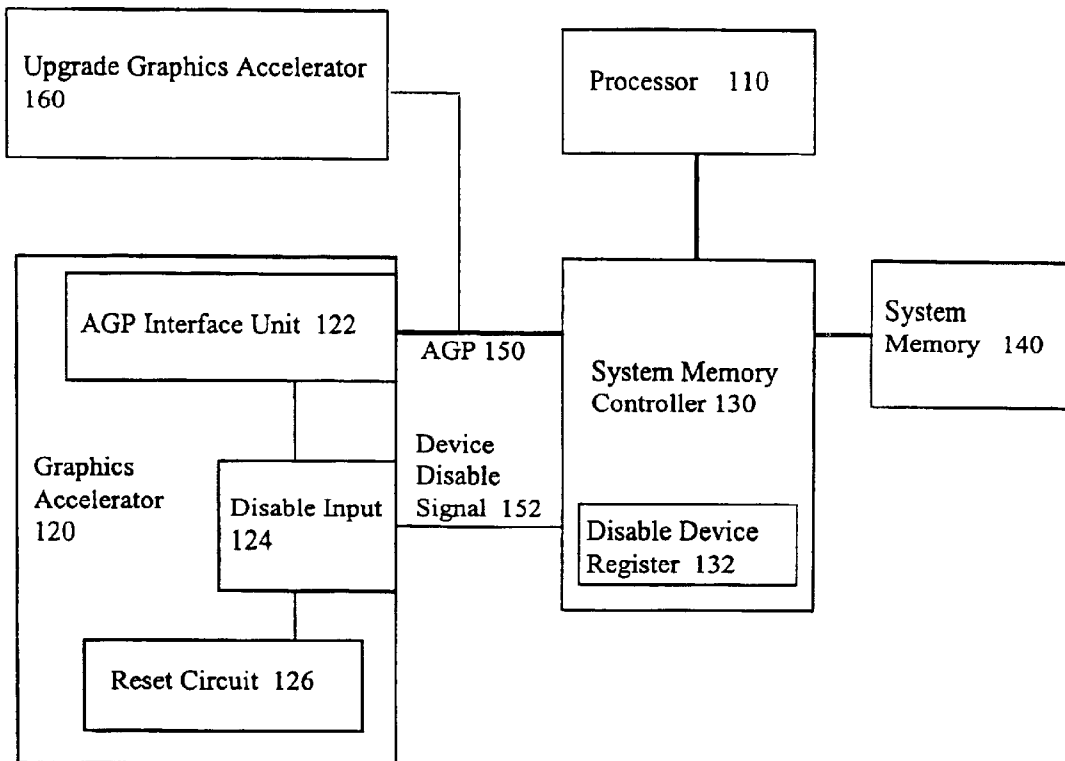 Upgrade Graphics Accelerator
160
Processor 110
AGP Interface Unit 122
AGP 150
System Memory
Controller 130
System
Memory 140
Graphics
Accelerator
120
Device
Disable
Signal 152
Disable Input
124
Disable Device
Register 132
Reset Circuit 126